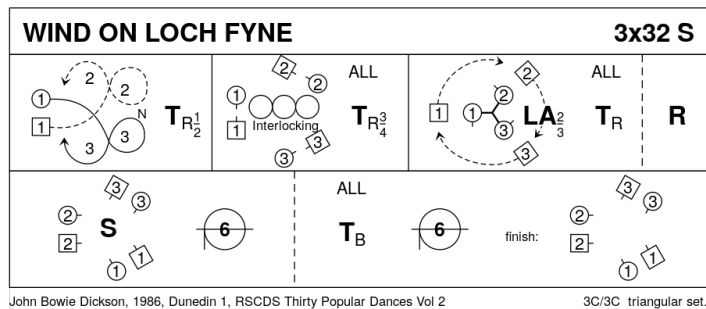 WIND ON LOCH FYNE 3x32 S
1 1 2 2 N 3 3 T R 1/2
1 1 2 2 3 3 Interlocking ALL T R 3/4
1 1 2 2 3 3 LA 2/3 ALL T R
R
2 2 3 3 1 1 S 6
ALL
T B 6
finish: 2 2 3 3 1 1
John Bowie Dickson, 1986, Dunedin 1, RSCDS Thirty Popular Dances Vol 2 3C/3C triangular set.